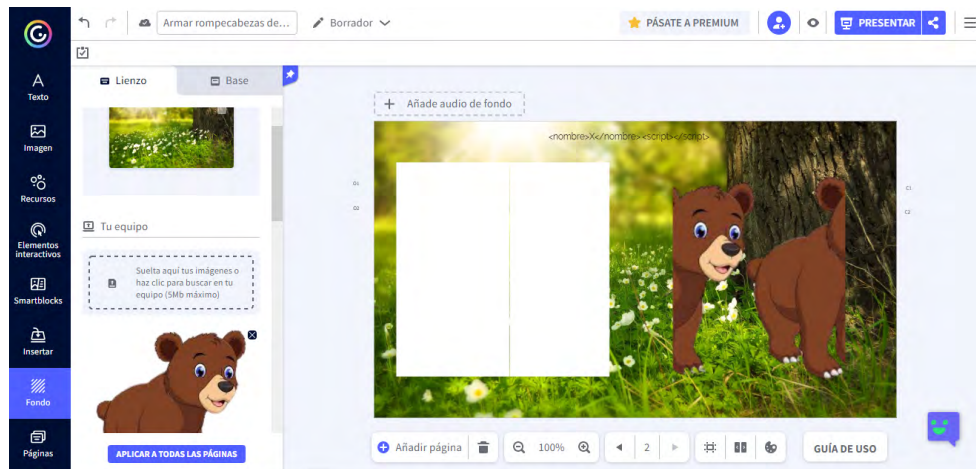 Armar rompecabezas de...
Borrador
PÁSATE A PREMIUM
PRESENTAR
Texto
Imagen
Recursos
Elementos
interactivos
Smartblocks
Insertar
Fondo
Páginas
Lienzo
Base
Tu equipo
Suelta aquí tus imágenes o
haz clic para buscar en tu
equipo (5Mb máximo)
APLICAR A TODAS LAS PÁGINAS
Añade audio de fondo
<nombre>X</nombre> <script></script>
C1
C2
Añadir página
100%
2
GUÍA DE USO